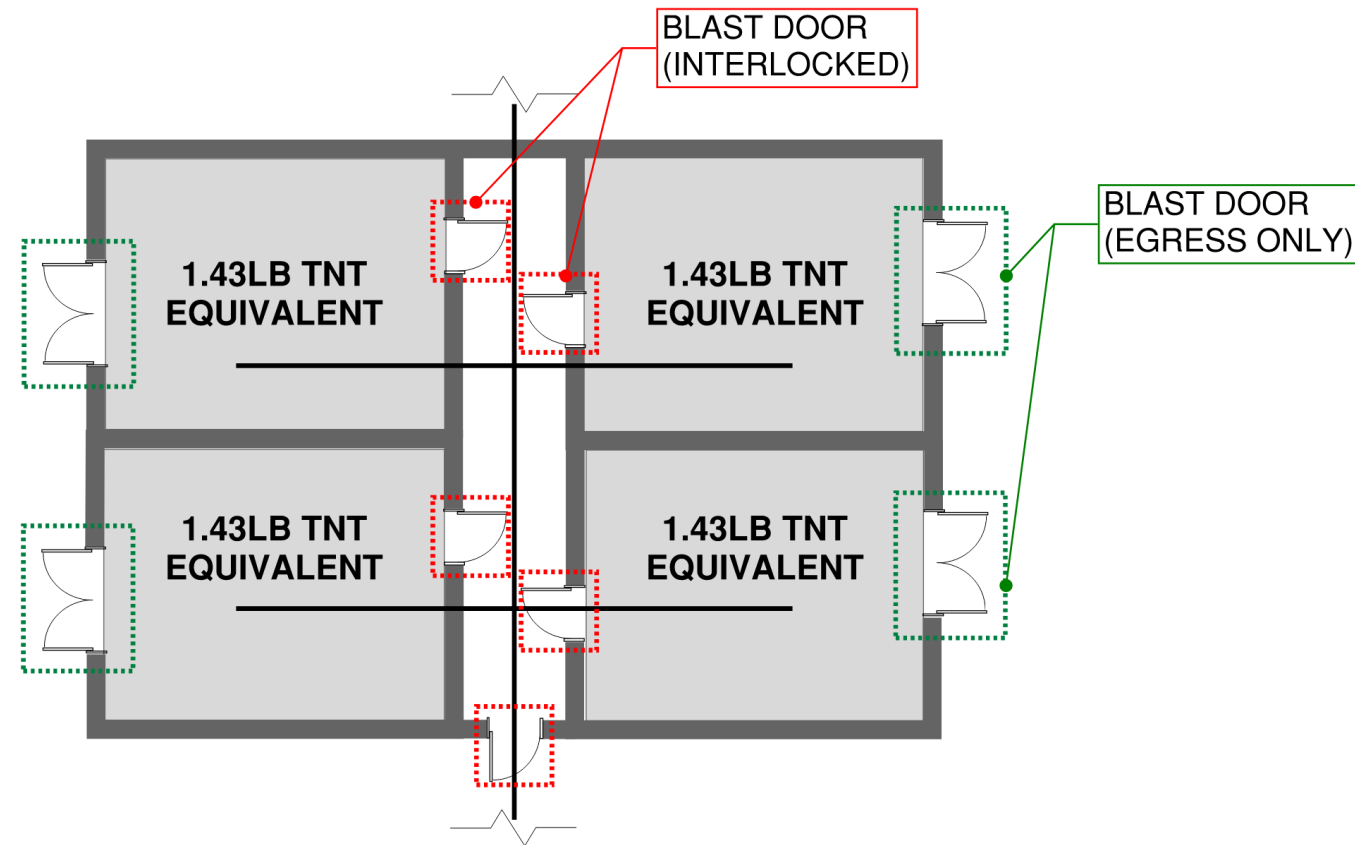 BLAST DOOR
(INTERLOCKED)
BLAST DOOR
(EGRESS ONLY)
1.43LB TNT
EQUIVALENT
1.43LB TNT
EQUIVALENT
1.43LB TNT
EQUIVALENT
1.43LB TNT
EQUIVALENT